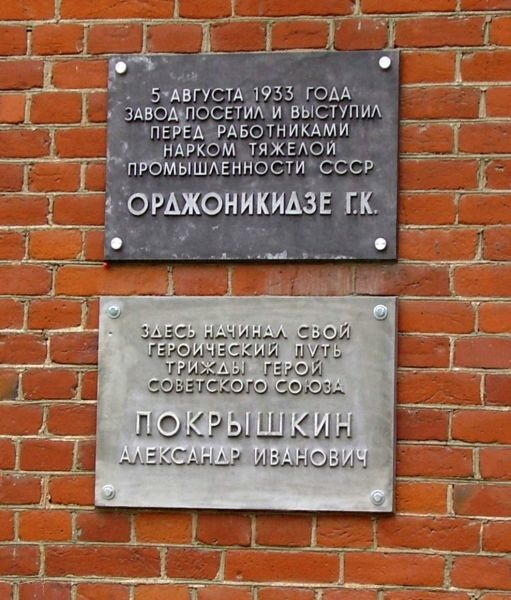 5 АВГУСТА 1933 ГОДА
ЗАВОД ПОСЕТИЛ И ВЫСТУПИЛ
ПЕРЕД РАБОТНИКАМИ
НАРКОМ ТЯЖЕЛОЙ
ПРОМЫШЛЕННОСТИ СССР
ОРДЖОНИКИДЗЕ Г.К.
ЗДЕСЬ НАЧИНАЛ СВОЙ
ГЕРОИЧЕСКИЙ ПУТЬ
ТРИЖДЫ ГЕРОЙ
СОВЕТСКОГО СОЮЗА
ПОКРЫШКИН
АЛЕКСАНДР ИВАНОВИЧ